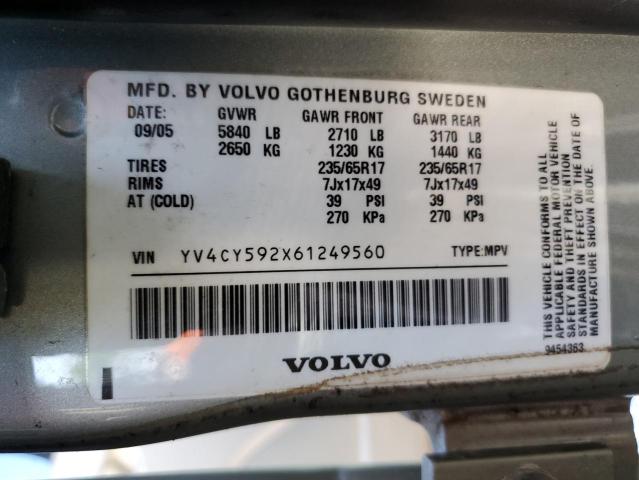 MFD. BY VOLVO GOTHENBURG SWEDEN
DATE: GVWR GAWR FRONT GAWR REAR
09/05 5840 LB 2710 LB 3170 LB
2650 KG 1230 KG 1440 KG
TIRES 235/65R17 235/65R17
RIMS 7Jx17x49 7Jx17x49
AT (COLD) 39 PSI 39 PSI
270 KPa 270 KPa
VIN YV4CY592X61249560 TYPE:MPV
VOLVO
THIS VEHICLE CONFORMS TO ALL
APPLICABLE FEDERAL MOTOR VEHICLE
SAFETY AND THEFT PREVENTION
STANDARDS IN EFFECT ON THE DATE OF
MANUFACTURE SHOWN ABOVE.
9454363